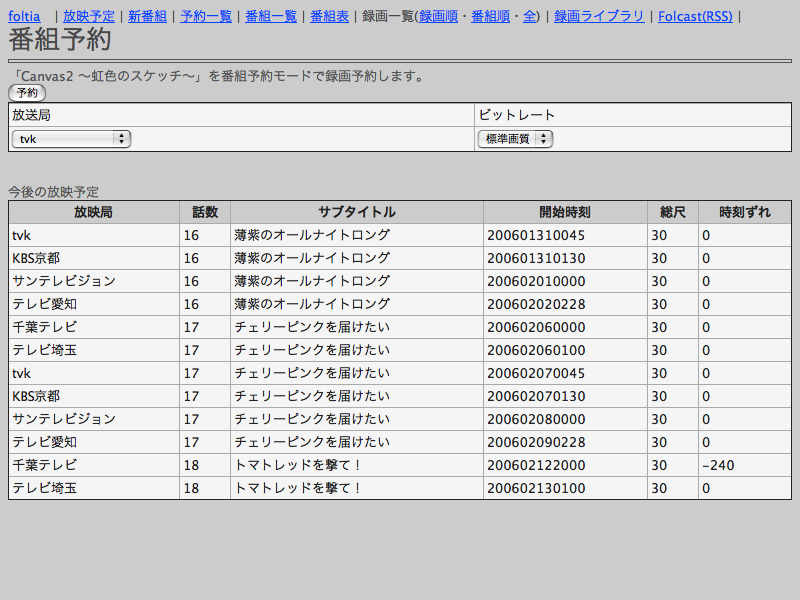 foltia | 放映予定 | 新番組 | 予約一覧 | 番組一覧 | 番組表 | 録画一覧(録画順・番組順・全) | 録画ライブラリ | Folcast(RSS) |
番組予約
「Canvas2 〜虹色のスケッチ〜」を番組予約モードで録画予約します。
予約
放送局 ビットレート
tvk 標準画質
今後の放映予定
放映局 話数 サブタイトル 開始時刻 総尺 時刻ずれ
tvk 16 薄紫のオールナイトロング 200601310045 30 0
KBS京都 16 薄紫のオールナイトロング 200601310130 30 0
サンテレビジョン 16 薄紫のオールナイトロング 200602010000 30 0
テレビ愛知 16 薄紫のオールナイトロング 200602020228 30 0
千葉テレビ 17 チェリーピンクを届けたい 200602060000 30 0
テレビ埼玉 17 チェリーピンクを届けたい 200602060100 30 0
tvk 17 チェリーピンクを届けたい 200602070045 30 0
KBS京都 17 チェリーピンクを届けたい 200602070130 30 0
サンテレビジョン 17 チェリーピンクを届けたい 200602080000 30 0
テレビ愛知 17 チェリーピンクを届けたい 200602090228 30 0
千葉テレビ 18 トマトレッドを撃て！ 200602122000 30 -240
テレビ埼玉 18 トマトレッドを撃て！ 200602130100 30 0